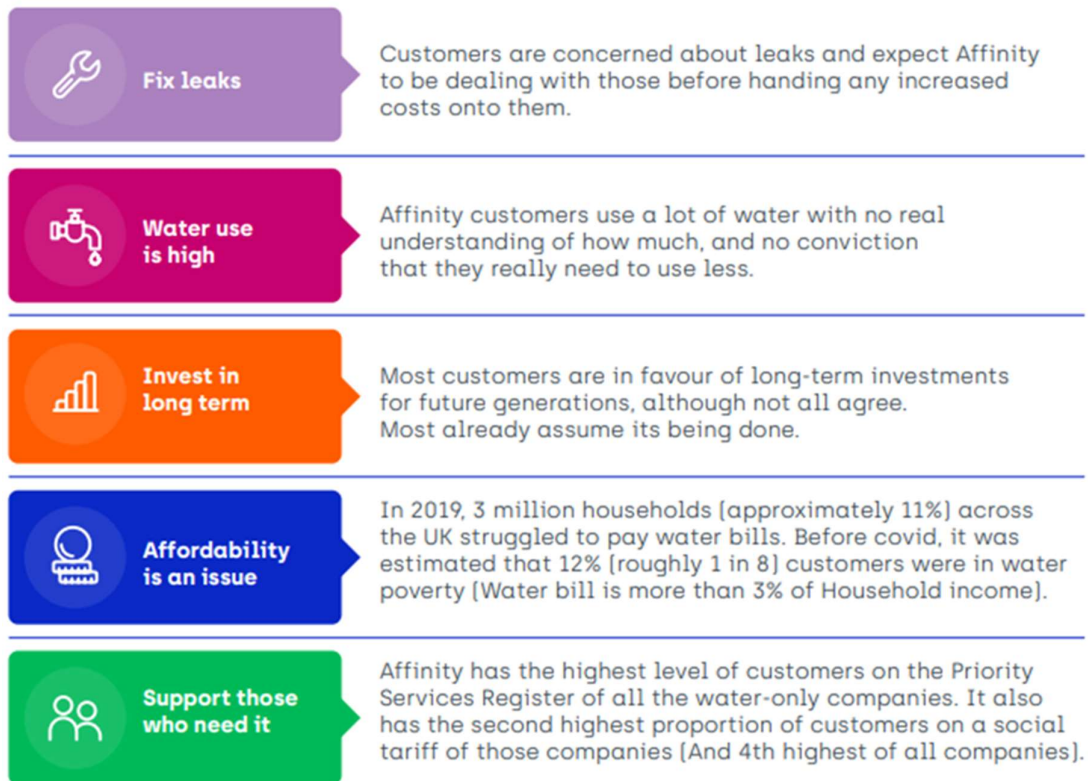 Fix leaks
Customers are concerned about leaks and expect Affinity
to be dealing with those before handing any increased
costs onto them.
Water use
is high
Affinity customers use a lot of water with no real
understanding of how much, and no conviction
that they really need to use less.
Invest in
long term
Most customers are in favour of long-term investments
for future generations, although not all agree.
Most already assume its being done.
Affordability
is an issue
In 2019, 3 million households (approximately 11%) across
the UK struggled to pay water bills. Before covid, it was
estimated that 12% (roughly 1 in 8) customers were in water
poverty (Water bill is more than 3% of Household income).
Support those
who need it
Affinity has the highest level of customers on the Priority
Services Register of all the water-only companies. It also
has the second highest proportion of customers on a social
tariff of those companies (And 4th highest of all companies).